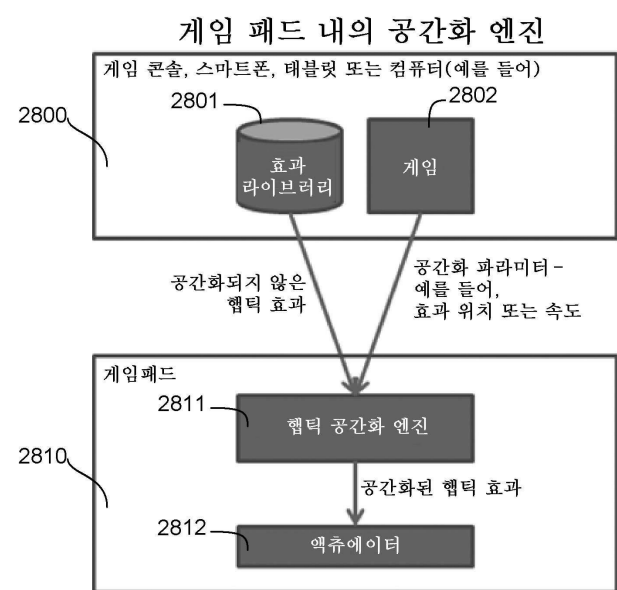 게임 패드 내의 공간화 엔진
게임 콘솔, 스마트폰, 태블릿 또는 컴퓨터(예를 들어)
2801
2802
2800
효과
라이브러리
게임
공간화되지 않은
햅틱 효과
공간화 파라미터 –
예를 들어,
효과 위치 또는 속도
게임패드
2811
햅틱 공간화 엔진
2810
공간화된 햅틱 효과
2812
액츄에이터